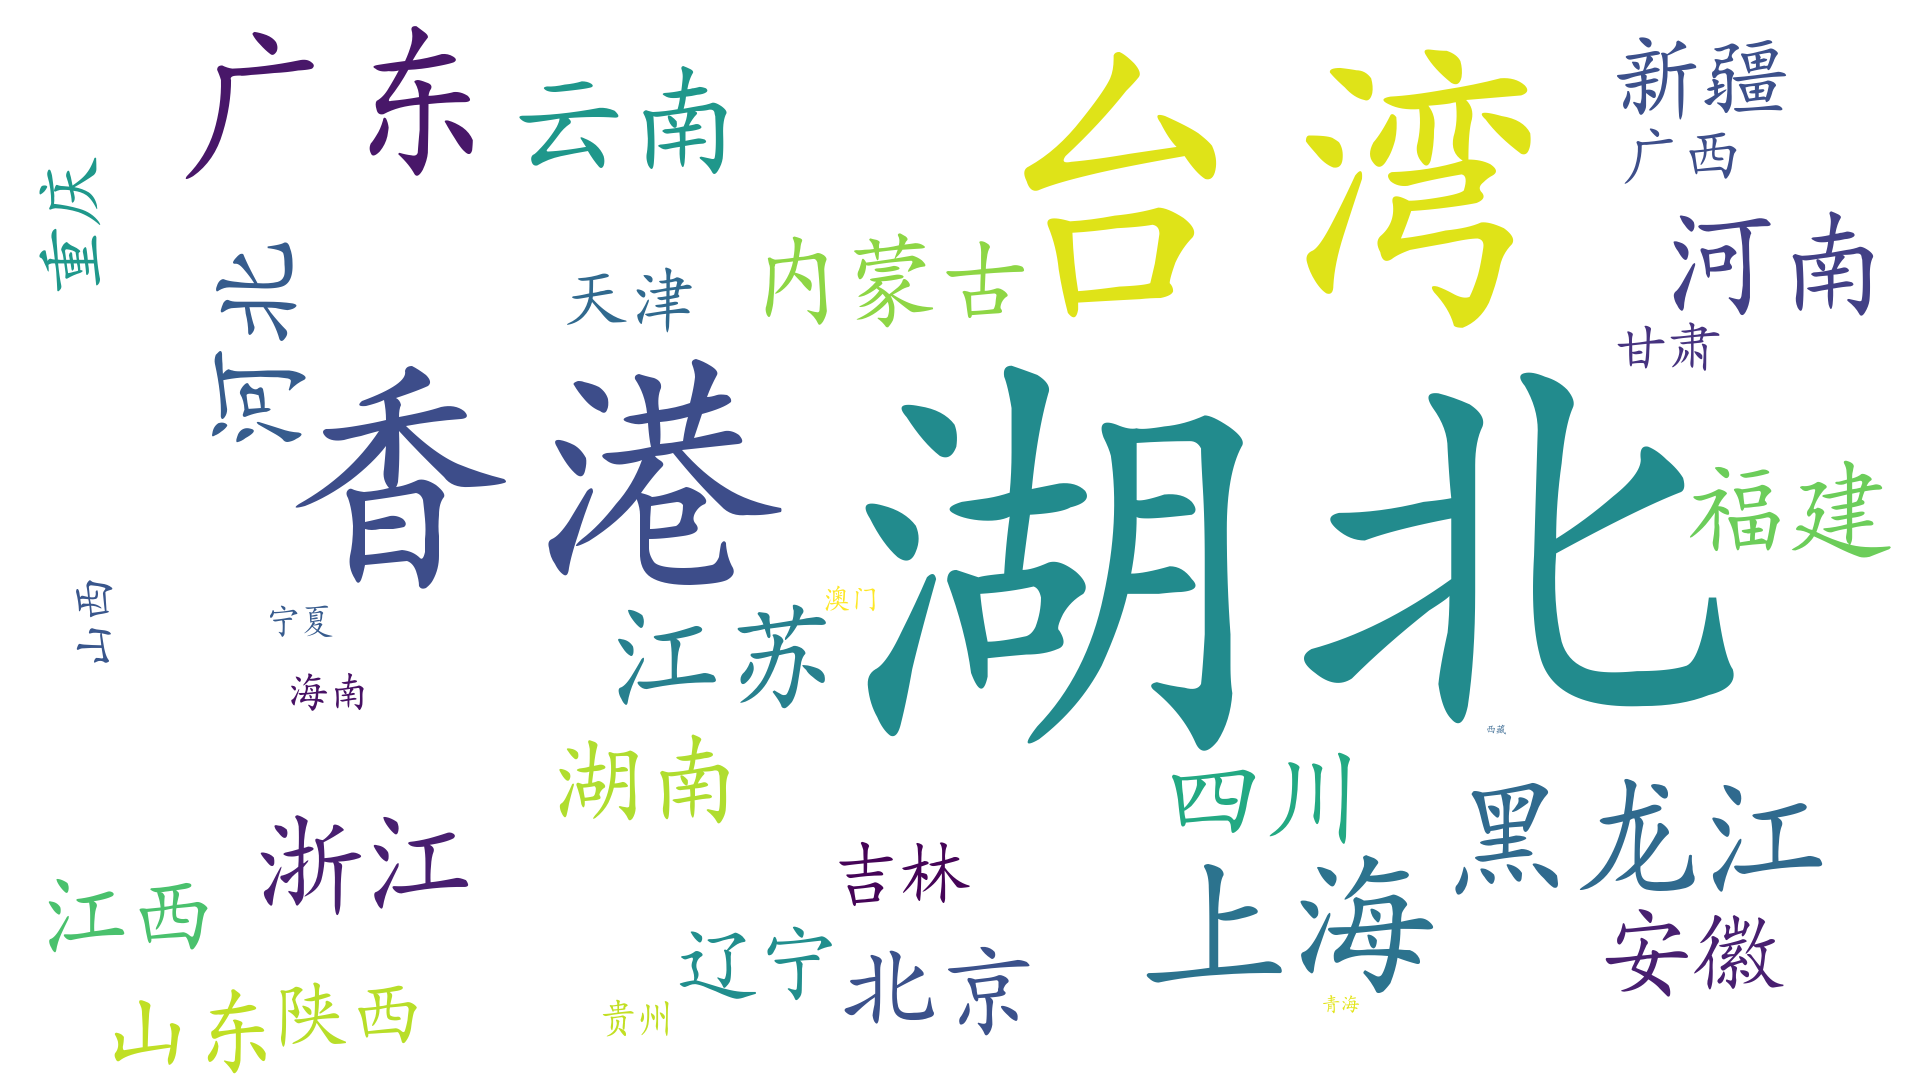 广东
云南
台湾
新疆
广西
重庆
河北
天津
内蒙古
河南
甘肃
香港
湖北
福建
山西
宁夏
江苏
澳门
海南
湖南
西藏
四川
黑龙江
浙江
吉林
上海
江西
辽宁
北京
安徽
山东
陕西
贵州
青海